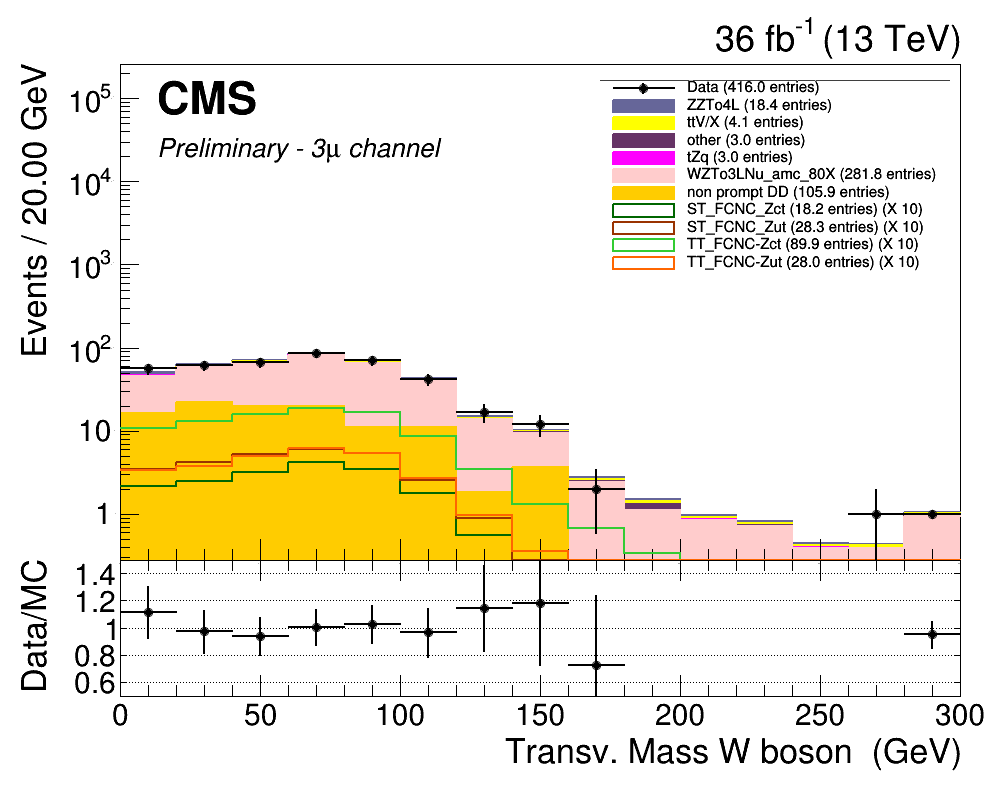 36 fb-1 (13 TeV)
CMS
Preliminary - 3μ channel
Data (416.0 entries)
ZZTo4L (18.4 entries)
ttV/X (4.1 entries)
other (3.0 entries)
tZq (3.0 entries)
WZTo3LNu_amc_80X (281.8 entries)
non prompt DD (105.9 entries)
ST_FCNC_Zct (18.2 entries) (X 10)
ST_FCNC_Zut (28.3 entries) (X 10)
TT_FCNC-Zct (89.9 entries) (X 10)
TT_FCNC-Zut (28.0 entries) (X 10)
Events / 20.00 GeV
10^5
10^4
10^3
10^2
10
1
Data/MC
1.4
1.2
1
0.8
0.6
0 50 100 150 200 250 300
Transv. Mass W boson (GeV)